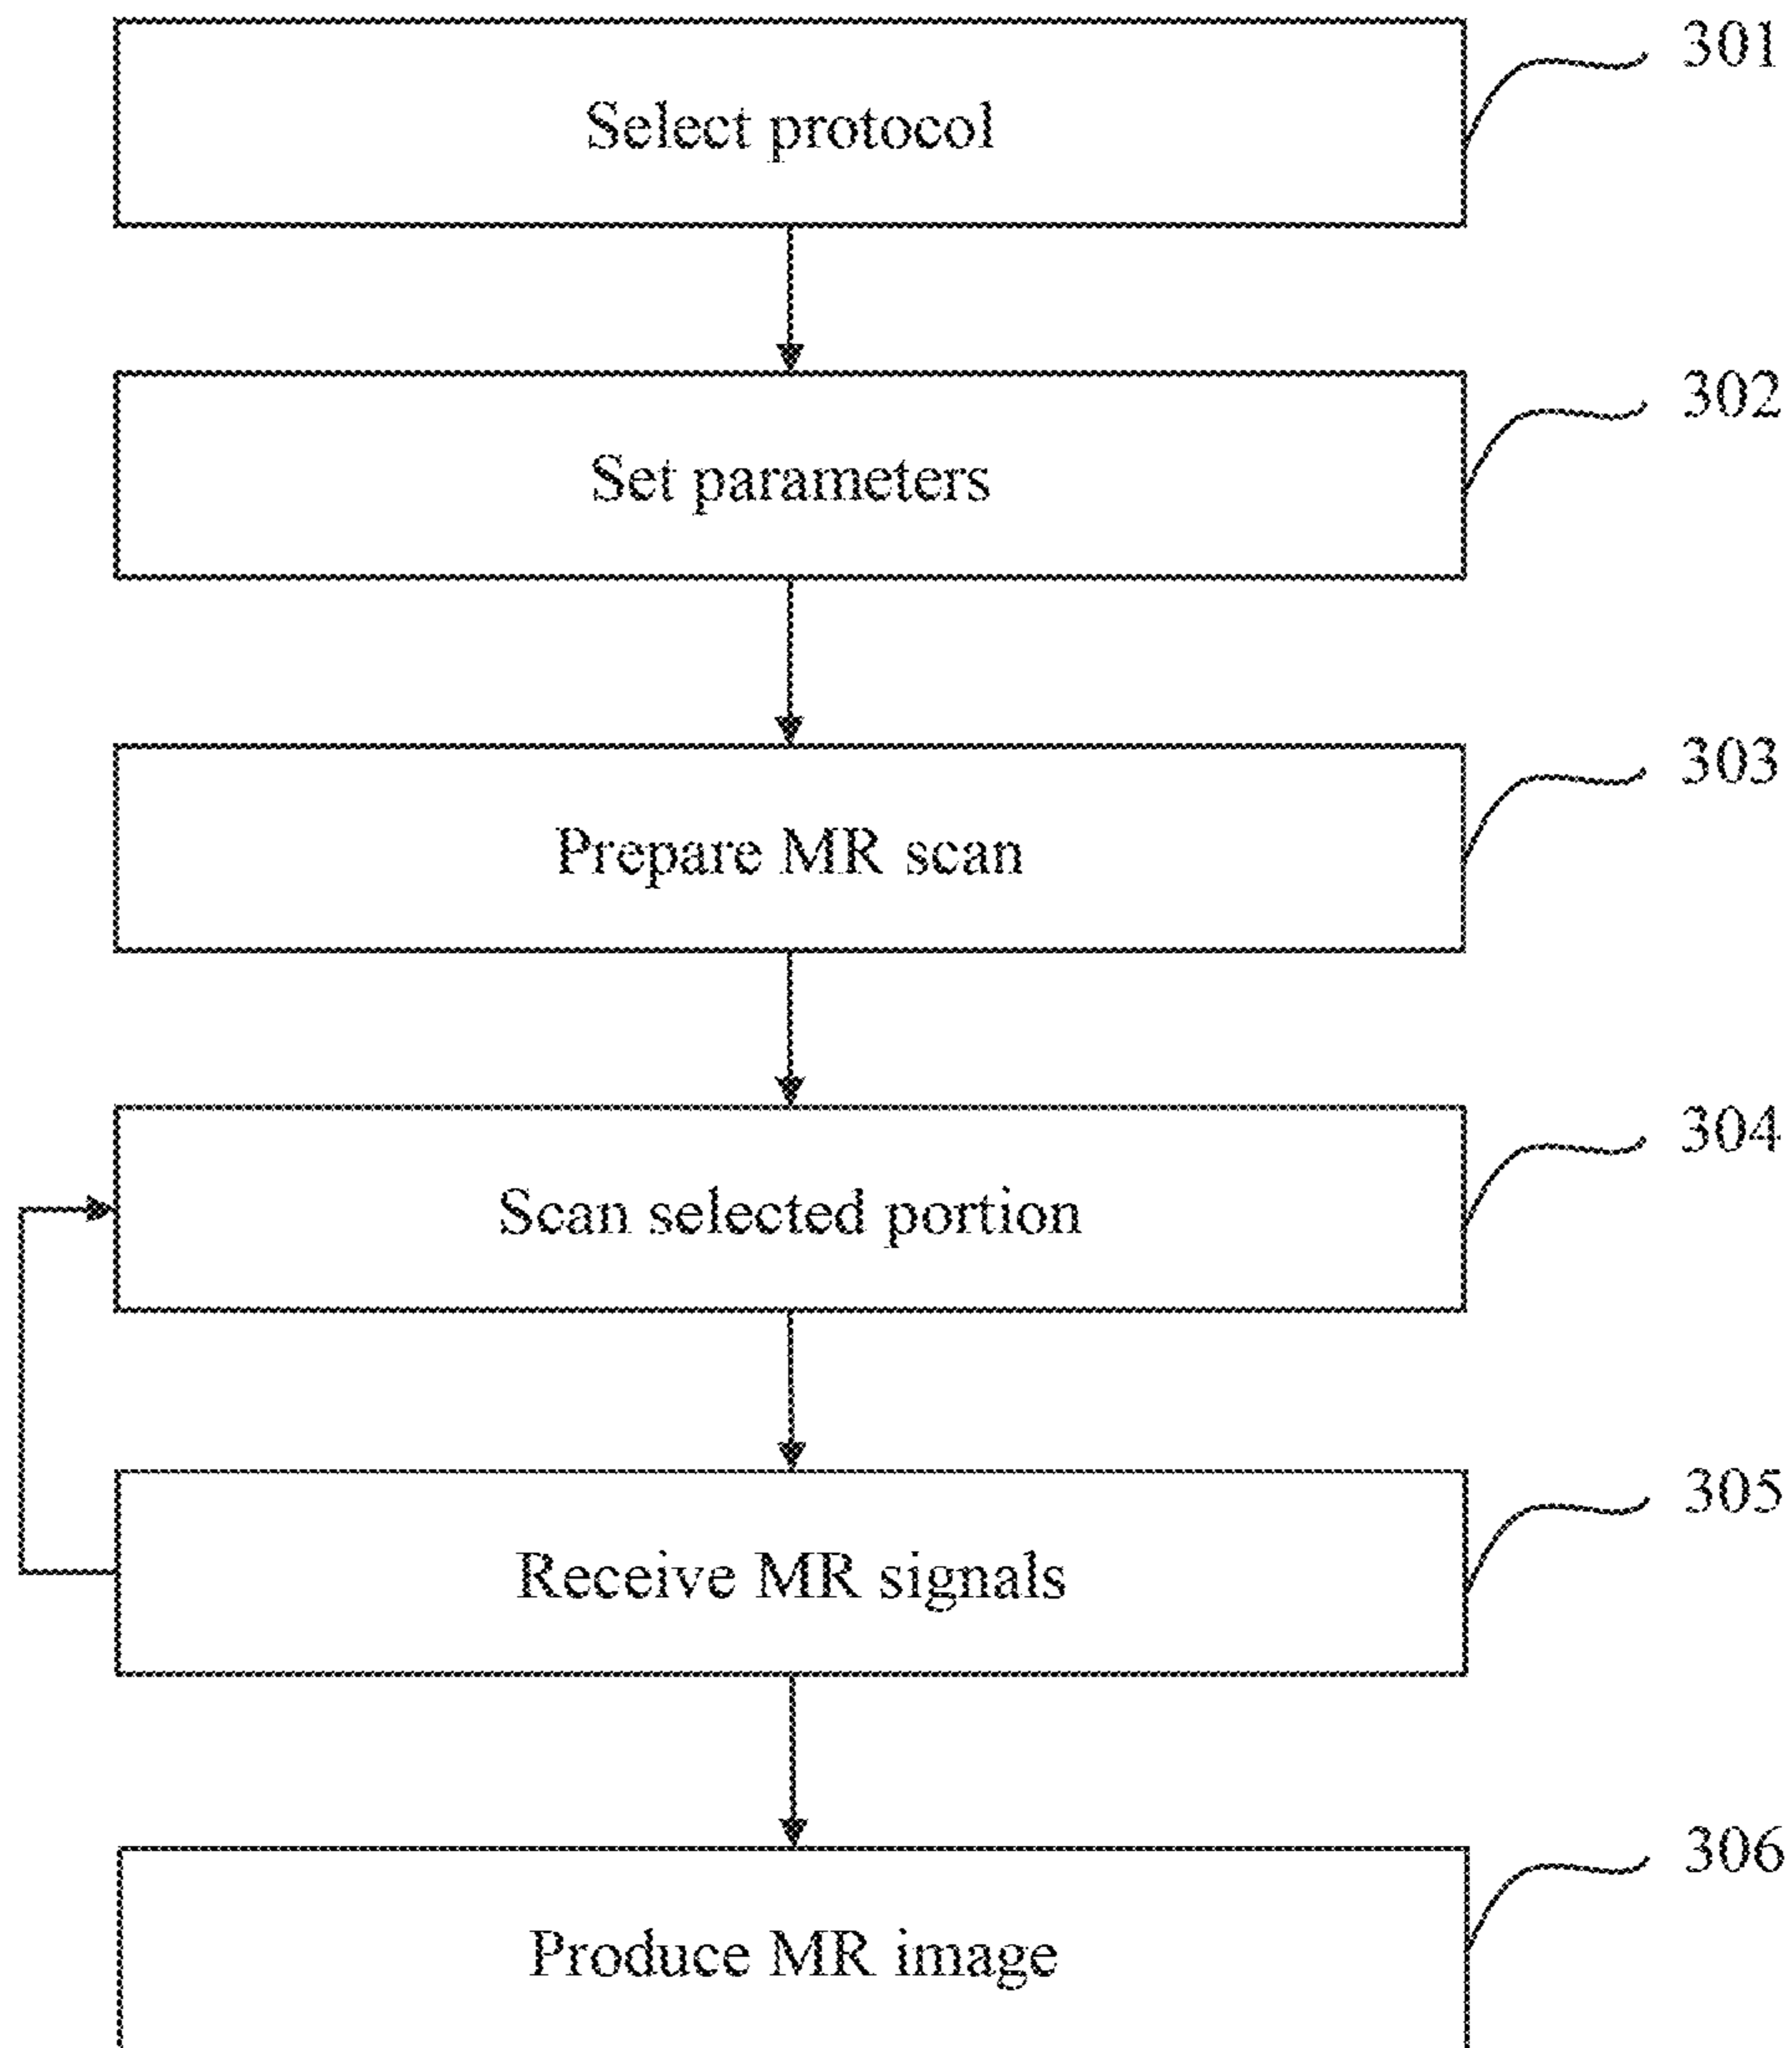 301
Select protocol
302
Set parameters
303
Prepare MR scan
304
Scan selected portion
305
Receive MR signals
306
Produce MR image